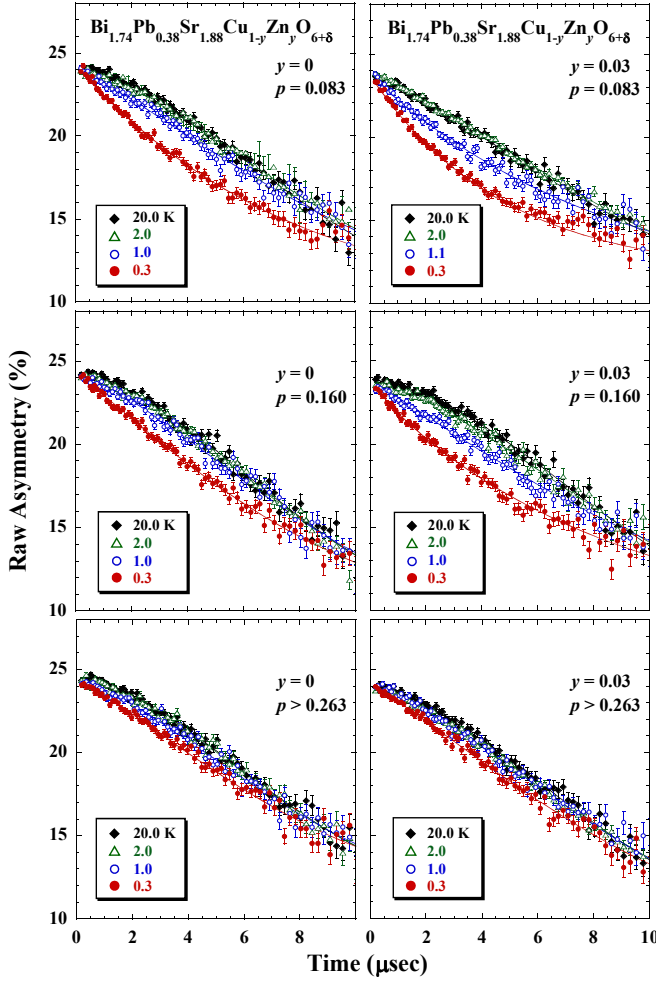 Bi₁.₇₄Pb₀.₃₈Sr₁.₈₈Cu₁₋yZnyO₆₊δ
y = 0
p = 0.083
25
20
15
10
20.0 K
2.0
1.0
0.3
Bi₁.₇₄Pb₀.₃₈Sr₁.₈₈Cu₁₋yZnyO₆₊δ
y = 0.03
p = 0.083
20.0 K
2.0
1.1
0.3
Raw Asymmetry (%)
y = 0
p = 0.160
25
20
15
10
20.0 K
2.0
1.0
0.3
y = 0.03
p = 0.160
20.0 K
2.0
1.0
0.3
y = 0
p > 0.263
25
20
15
10
20.0 K
2.0
1.0
0.3
0 2 4 6 8
y = 0.03
p > 0.263
20.0 K
2.0
1.0
0.3
0 2 4 6 8 10
Time (μsec)